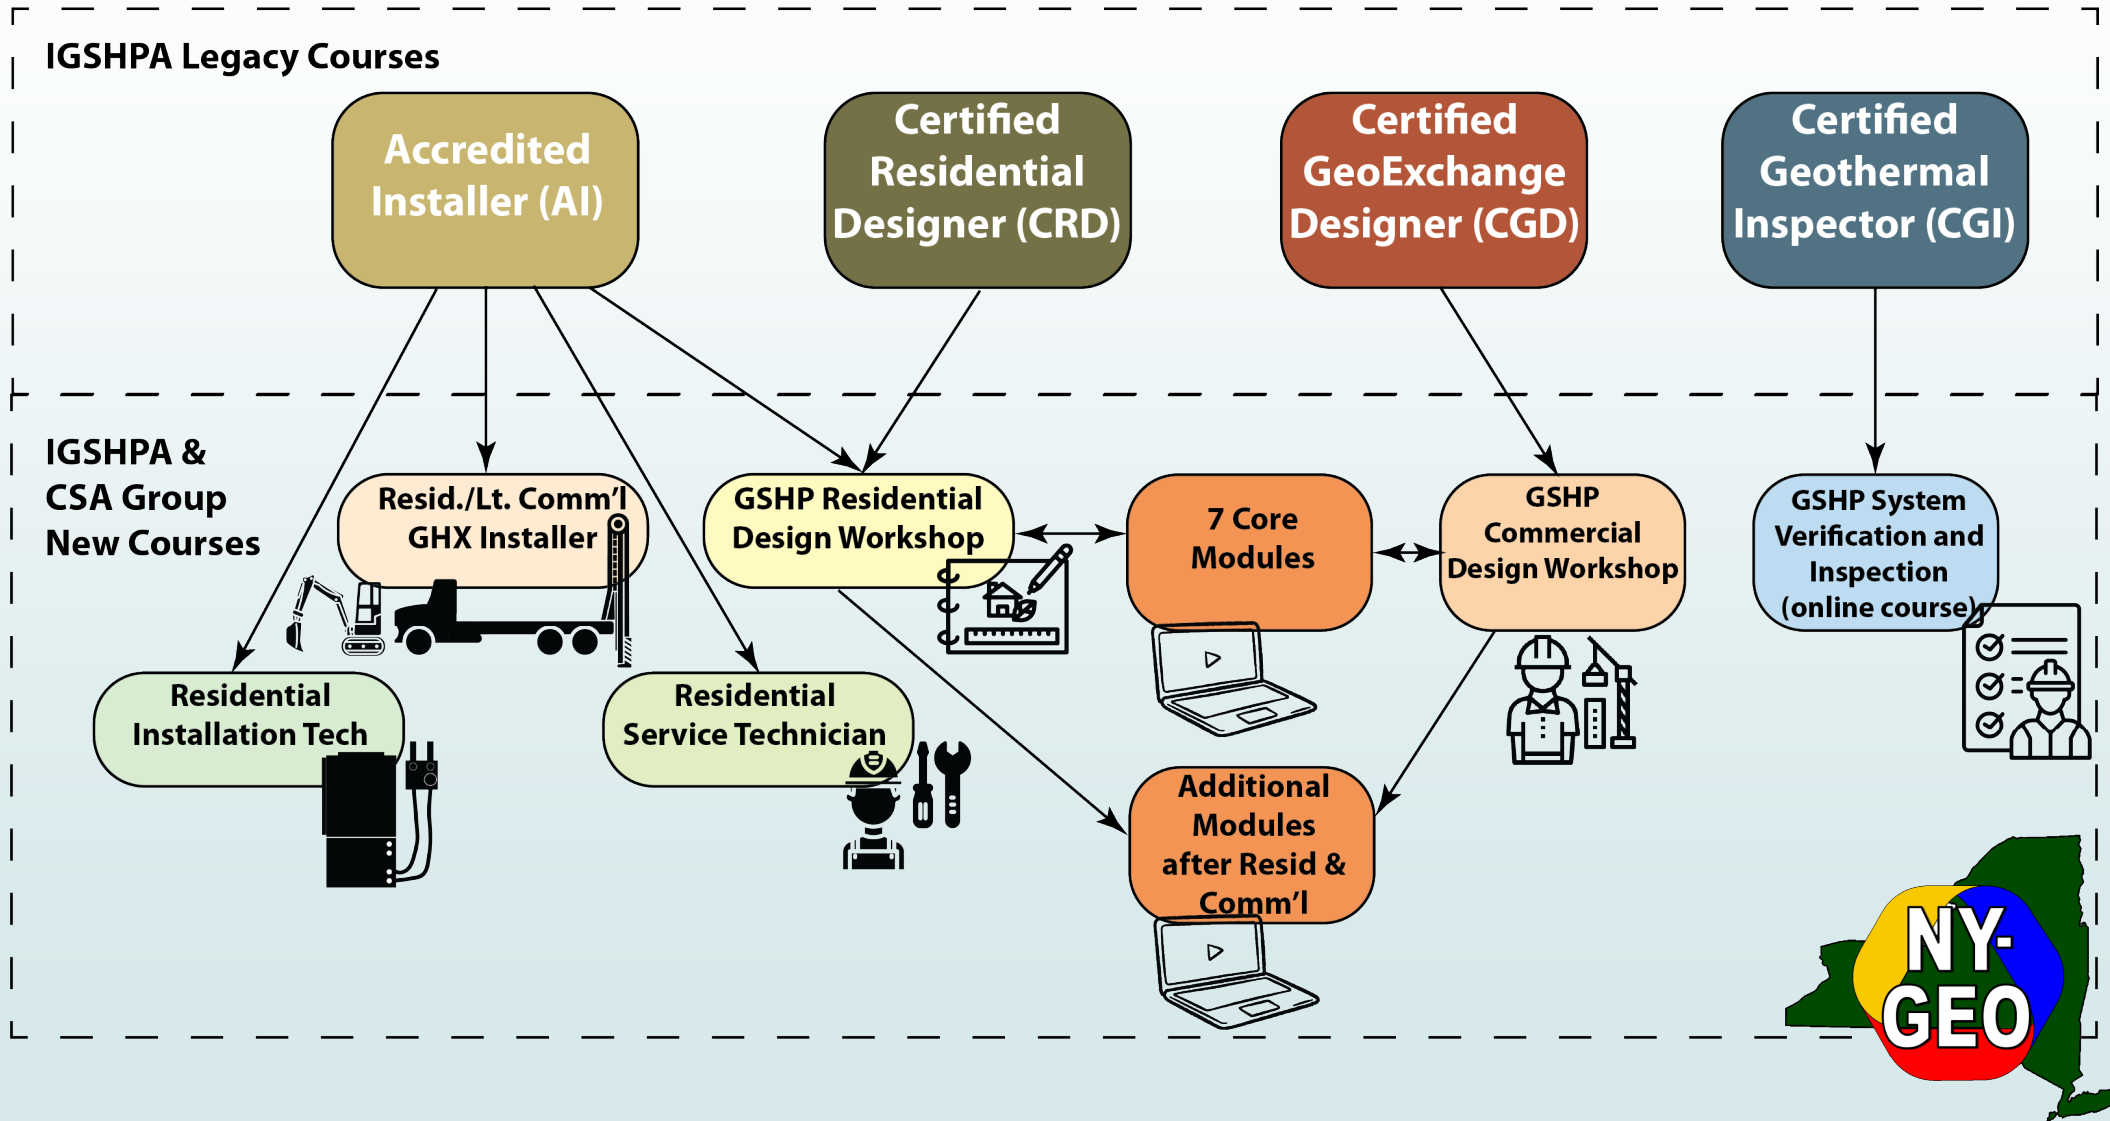 IGSHPA Legacy Courses
Accredited
Installer (AI)
Certified
Residential
Designer (CRD)
Certified
GeoExchange
Designer (CGD)
Certified
Geothermal
Inspector (CGI)
IGSHPA &
CSA Group
New Courses
Resid./Lt. Comm'l
GHX Installer
GSHP Residential
Design Workshop
7 Core
Modules
GSHP
Commercial
Design Workshop
GSHP System
Verification and
Inspection
(online course)
Residential
Installation Tech
Residential
Service Technician
Additional
Modules
after Resid &
Comm'l
NY-
GEO